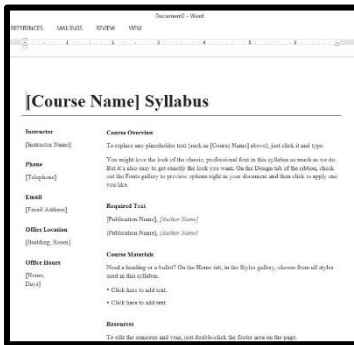 Document2 - Word
REFERENCES MAILINGS REVIEW VIEW
1 2 3 4 5 6
[Course Name] Syllabus
Instructor
[Instructor Name]
Phone
[Telephone]
Email
[Email Address]
Office Location
[Building, Room]
Office Hours
[Hours,
Days]
Course Overview
To replace any placeholder text (such as [Course Name] above), just click it and type.
You might love the look of the classic, professional font in this syllabus as much as we do.
But it's also easy to get exactly the look you want. On the Design tab of the ribbon, check
out the Fonts gallery to preview options right in your document and then click to apply one
you like.
Required Text
[Publication Name], [Author Name]
[Publication Name], [Author Name]
Course Materials
Need a heading or a bullet? On the Home tab, in the Styles gallery, choose from all styles
used in this syllabus.
• Click here to add text.
• Click here to add text.
Resources
To edit the semester and year, just double-click the footer area on the page.